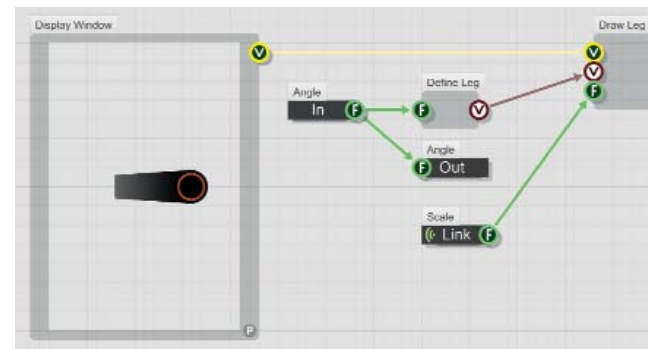 Display Window
Draw Leg
V
V
V
F
Angle
In F
Define Leg
F V
Angle
F Out
Scale
Link F
P